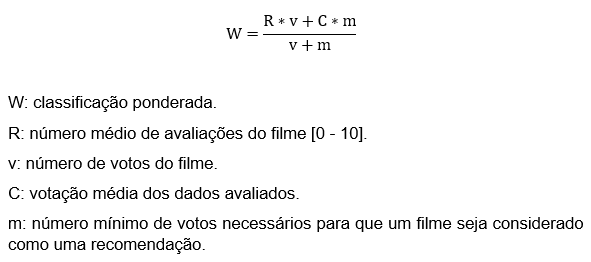 W = R ∗ v + C ∗ m / v + m
W: classificação ponderada.
R: número médio de avaliações do filme [0 - 10].
v: número de votos do filme.
C: votação média dos dados avaliados.
m: número mínimo de votos necessários para que um filme seja considerado
como uma recomendação.